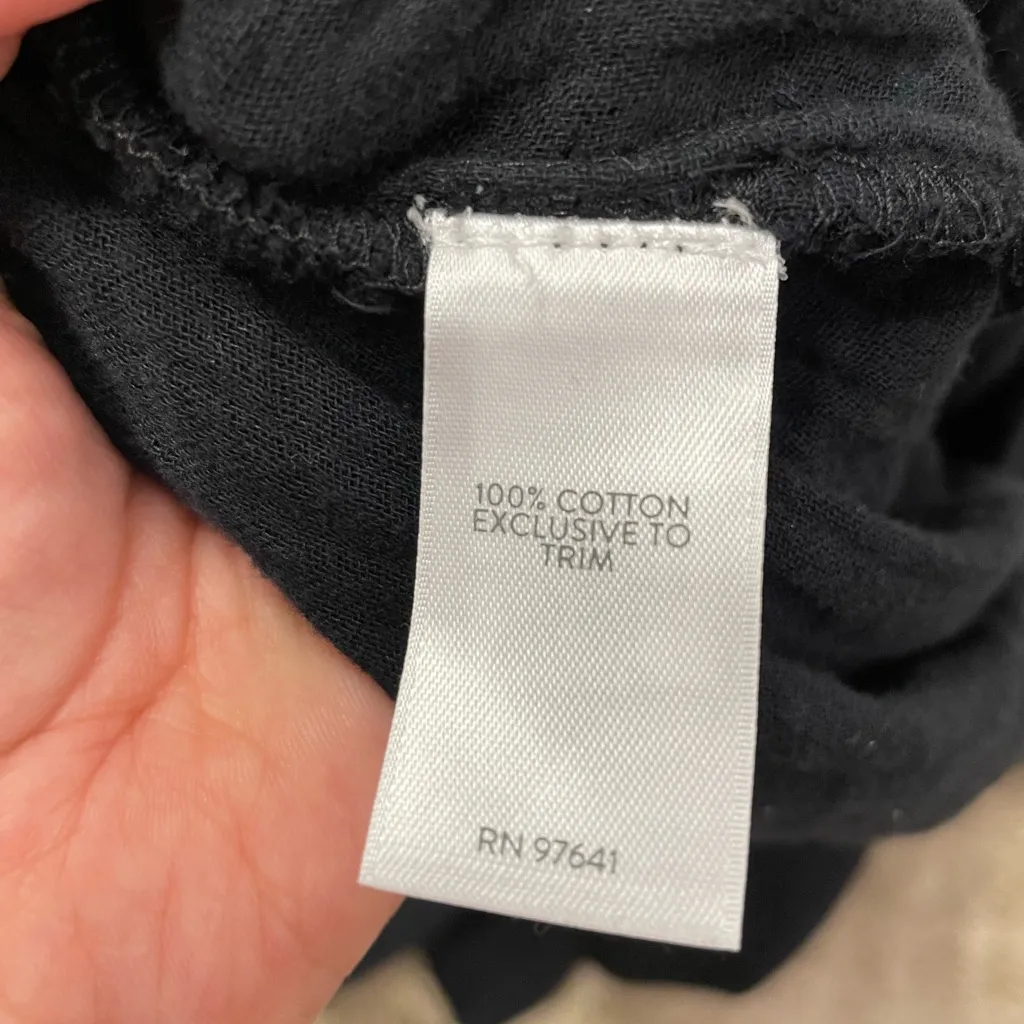 100% COTTON
EXCLUSIVE TO
TRIM
RN 97641